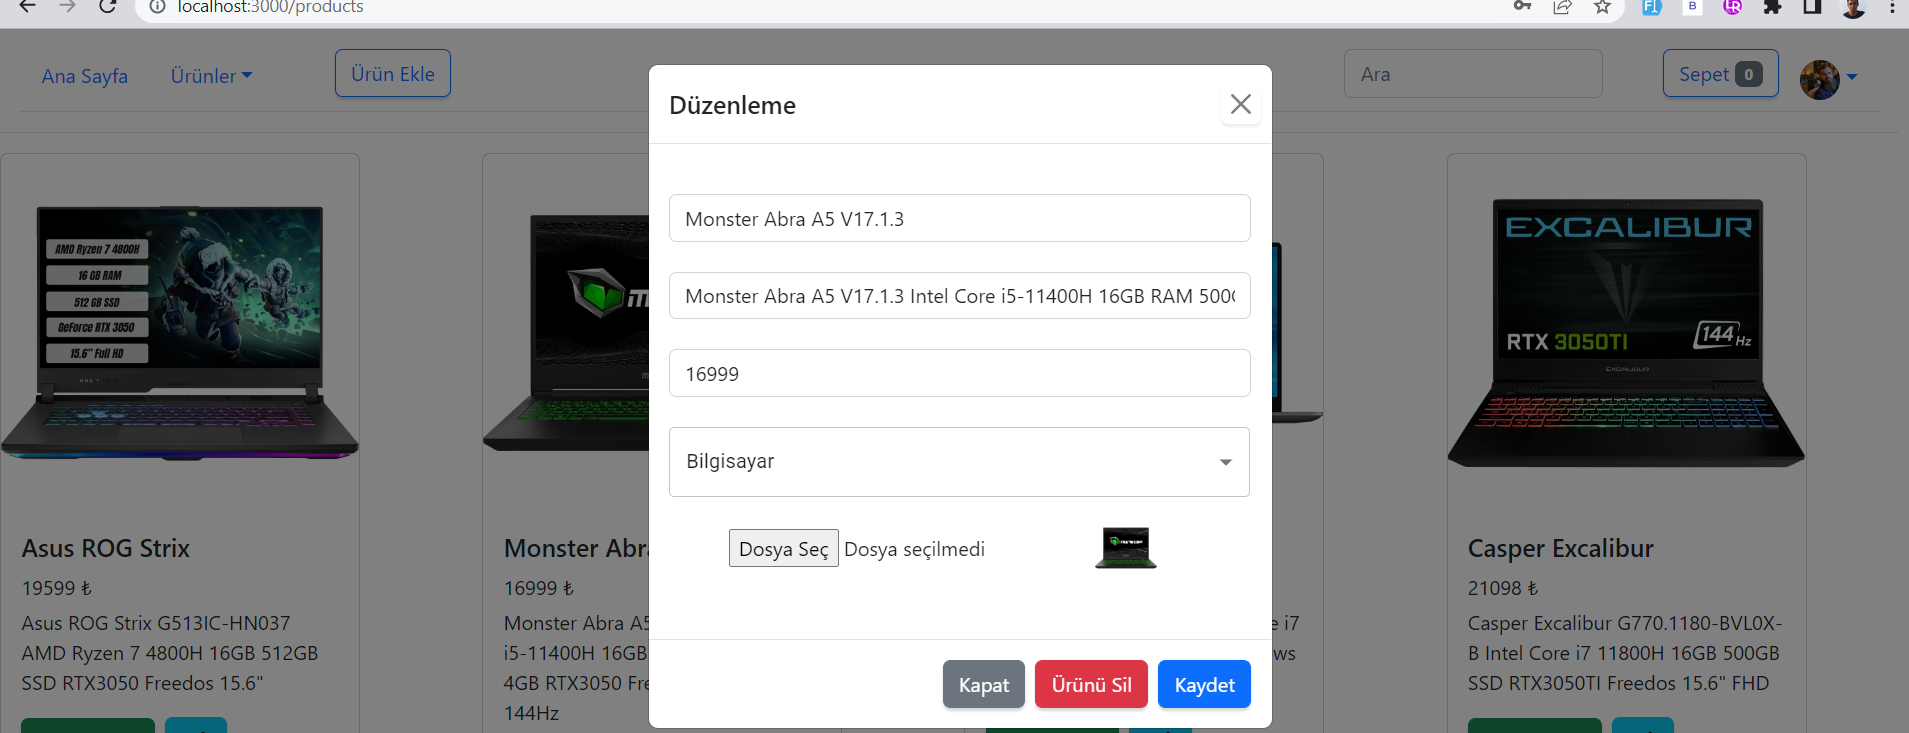 localhost:3000/products
Ana Sayfa
Ürünler
Ürün Ekle
Ara
Sepet 0
Düzenleme
Monster Abra A5 V17.1.3
Monster Abra A5 V17.1.3 Intel Core i5-11400H 16GB RAM 500
16999
Bilgisayar
Dosya Seç Dosya seçilmedi
Kapat
Ürünü Sil
Kaydet
AMD Ryzen 7 4800H
16 GB RAM
512 GB SSD
GeForce RTX 3050
15.6" Full HD
Asus ROG Strix
19599 ₺
Asus ROG Strix G513IC-HN037
AMD Ryzen 7 4800H 16GB 512GB
SSD RTX3050 Freedos 15.6"
Monster Abr
16999 ₺
Monster Abra A5
i5-11400H 16GB
4GB RTX3050 Fre
144Hz
e i7
ws
EXCALIBUR
RTX 3050TI
144 Hz
EXCALIBUR
Casper Excalibur
21098 ₺
Casper Excalibur G770.1180-BVL0X-
B Intel Core i7 11800H 16GB 500GB
SSD RTX3050TI Freedos 15.6" FHD